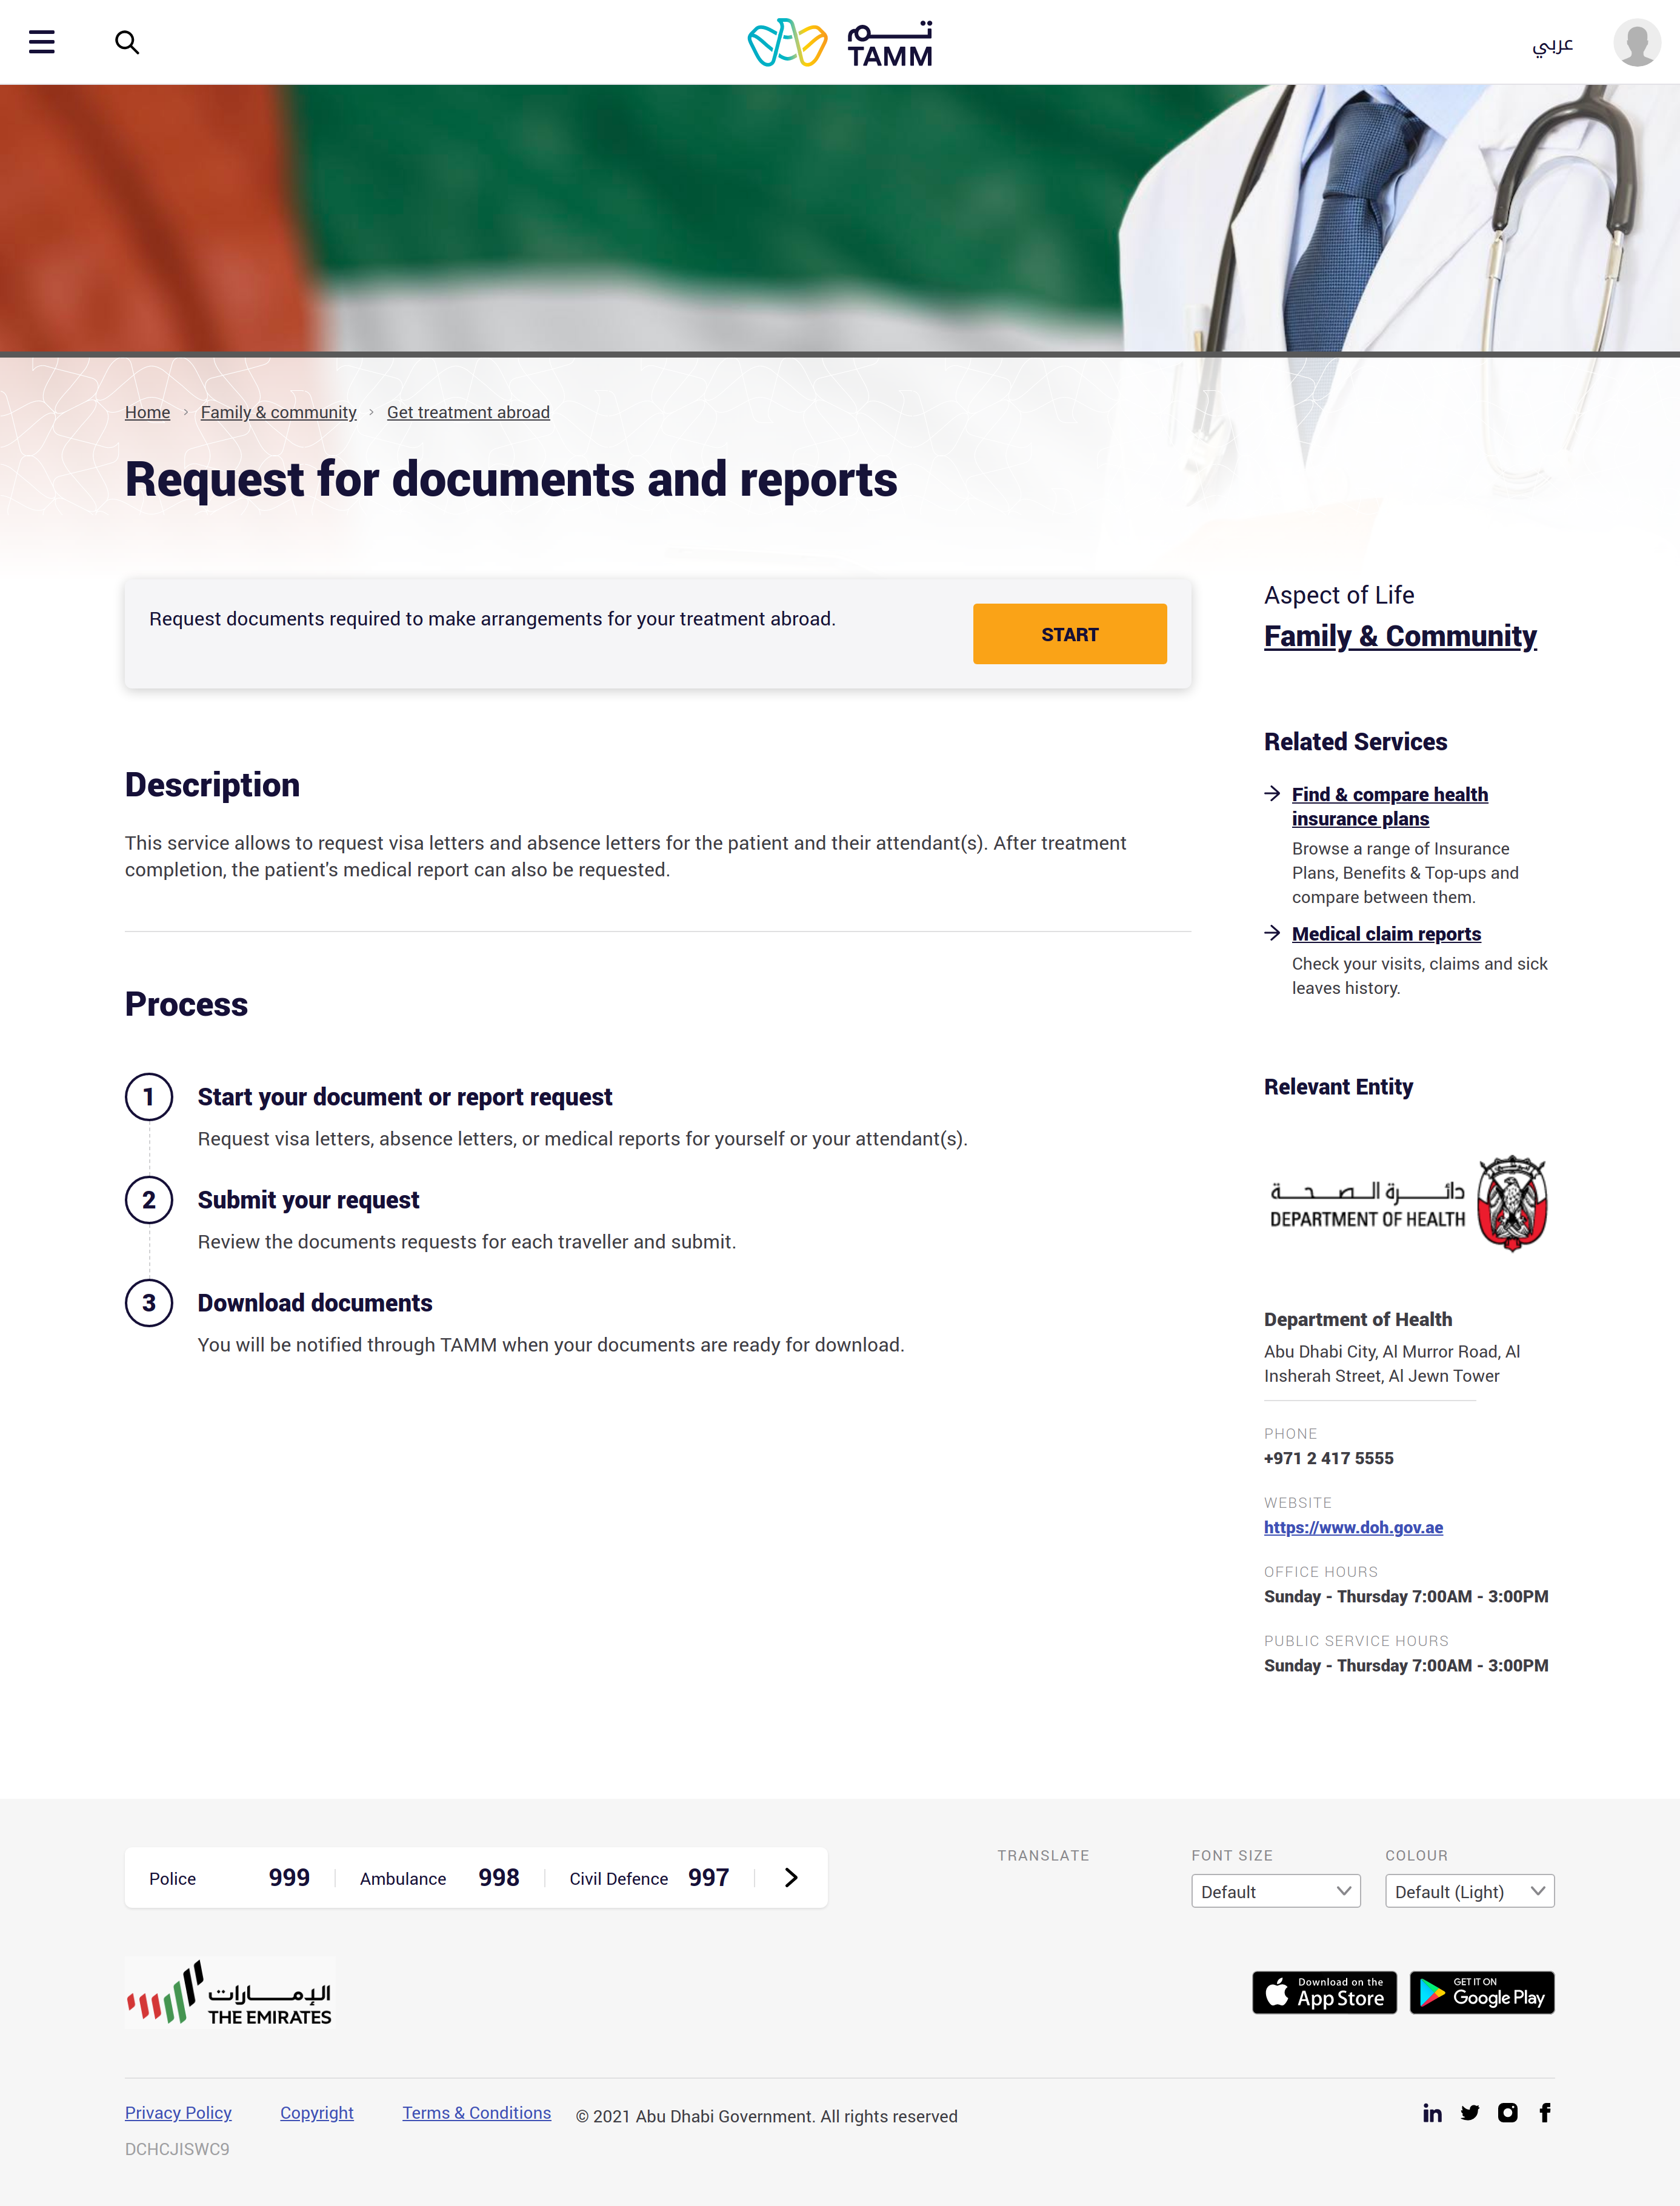 تـم
TAMM
عربي
Home
Family & community
Get treatment abroad
Request for documents and reports
Request documents required to make arrangements for your treatment abroad.
START
Description
This service allows to request visa letters and absence letters for the patient and their attendant(s). After treatment
completion, the patient's medical report can also be requested.
Process
1
Start your document or report request
Request visa letters, absence letters, or medical reports for yourself or your attendant(s).
2
Submit your request
Review the documents requests for each traveller and submit.
3
Download documents
You will be notified through TAMM when your documents are ready for download.
Aspect of Life
Family & Community
Related Services
Find & compare health
insurance plans
Browse a range of Insurance
Plans, Benefits & Top-ups and
compare between them.
Medical claim reports
Check your visits, claims and sick
leaves history.
Relevant Entity
دائـــرة الـصـحـة
DEPARTMENT OF HEALTH
Department of Health
Abu Dhabi City, Al Murror Road, Al
Insherah Street, Al Jewn Tower
PHONE
+971 2 417 5555
WEBSITE
https://www.doh.gov.ae
OFFICE HOURS
Sunday - Thursday 7:00AM - 3:00PM
PUBLIC SERVICE HOURS
Sunday - Thursday 7:00AM - 3:00PM
Police 999
Ambulance 998
Civil Defence 997
TRANSLATE
FONT SIZE
Default
COLOUR
Default (Light)
الإمـــارات
THE EMIRATES
Download on the
App Store
GET IT ON
Google Play
Privacy Policy
Copyright
Terms & Conditions
© 2021 Abu Dhabi Government. All rights reserved
DCHCJISWC9